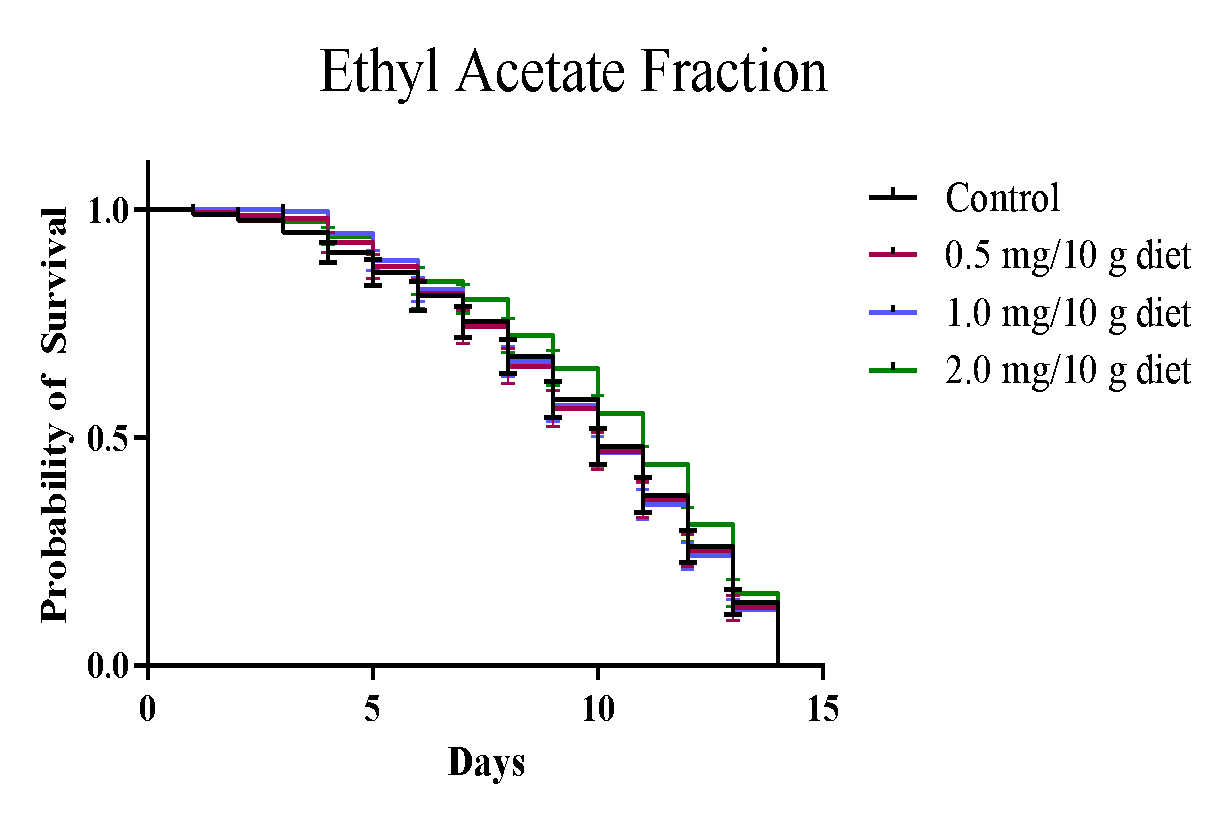 Ethyl Acetate Fraction
Probability of Survival
1.0
0.5
0.0
0
5
10
15
Days
Control
0.5 mg/10 g diet
1.0 mg/10 g diet
2.0 mg/10 g diet